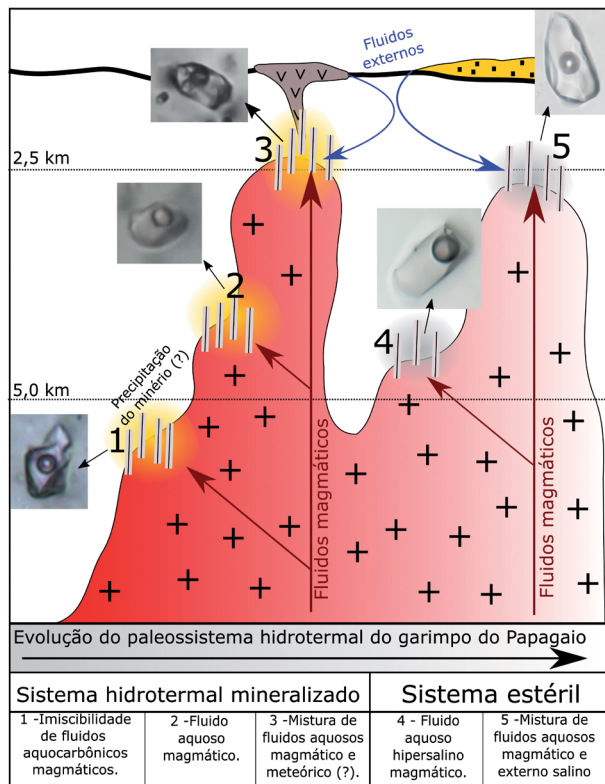 Fluidos
externos
3
5
2,5 km
2
4
Precipitação
do minério (?)
5,0 km
1
Fluidos magmáticos
Fluidos magmáticos
Evolução do paleossistema hidrotermal do garimpo do Papagaio
Sistema hidrotermal mineralizado
Sistema estéril
1 -Imiscibilidade
de fluidos
aquocarbônicos
magmáticos.
2 -Fluido
aquoso
magmático.
3 -Mistura de
fluidos aquosos
magmático e
meteórico (?).
4 - Fluido
aquoso
hipersalino
magmático.
5 -Mistura de
fluidos aquosos
magmático e
externo salino